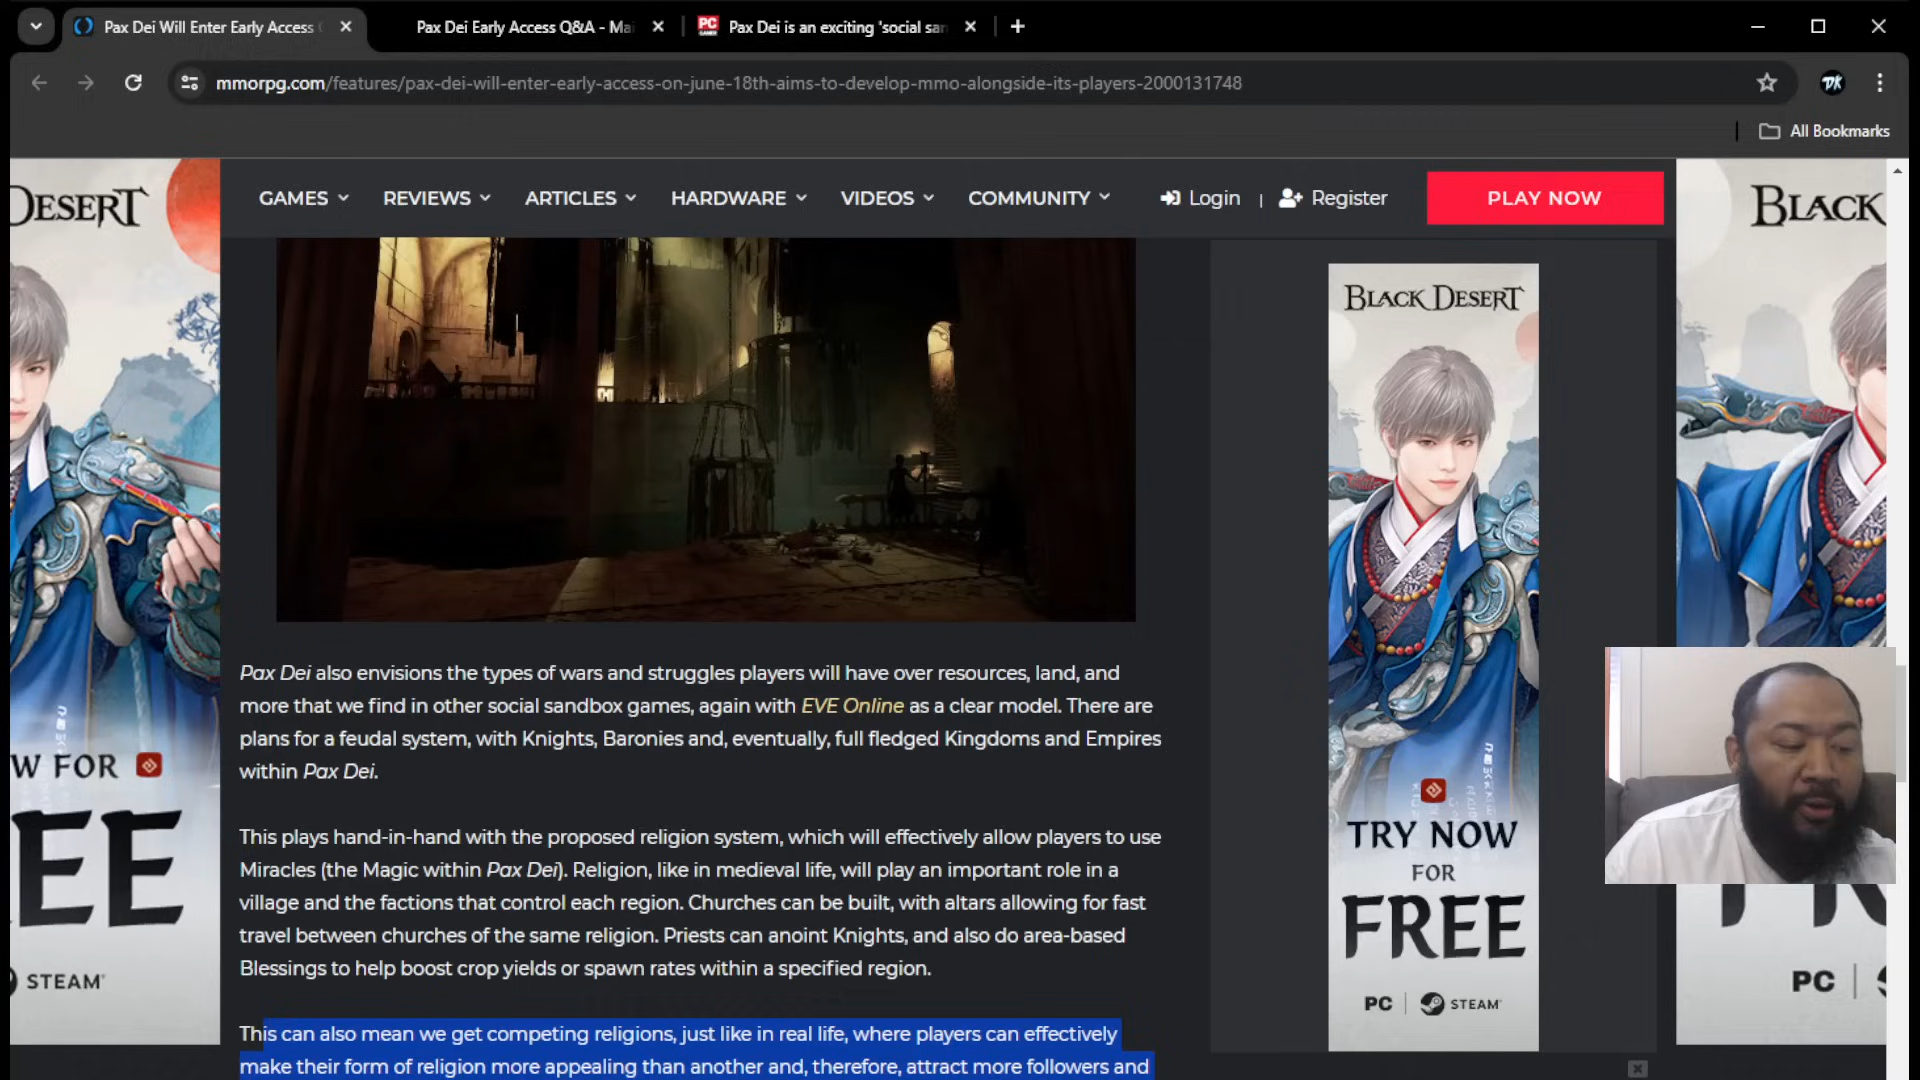 Pax Dei Will Enter Early Access
Pax Dei Early Access Q&A - Mai
PC GAMER
Pax Dei is an exciting 'social san
mmorpg.com/features/pax-dei-will-enter-early-access-on-june-18th-aims-to-develop-mmo-alongside-its-players-2000131748
DK
All Bookmarks
GAMES
REVIEWS
ARTICLES
HARDWARE
VIDEOS
COMMUNITY
Login | Register
PLAY NOW
DESERT
BLACK
BLACK DESERT
Pax Dei also envisions the types of wars and struggles players will have over resources, land, and
more that we find in other social sandbox games, again with EVE Online as a clear model. There are
plans for a feudal system, with Knights, Baronies and, eventually, full fledged Kingdoms and Empires
within Pax Dei.
This plays hand-in-hand with the proposed religion system, which will effectively allow players to use
Miracles (the Magic within Pax Dei). Religion, like in medieval life, will play an important role in a
village and the factions that control each region. Churches can be built, with altars allowing for fast
travel between churches of the same religion. Priests can anoint Knights, and also do area-based
Blessings to help boost crop yields or spawn rates within a specified region.
This can also mean we get competing religions, just like in real life, where players can effectively
make their form of religion more appealing than another and, therefore, attract more followers and
W FOR
EE
STEAM
TRY NOW
FOR
FREE
PC | STEAM
PC |